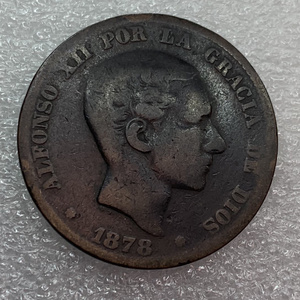 ALFONSO XII POR LA GRACIA DE DIOS
1878